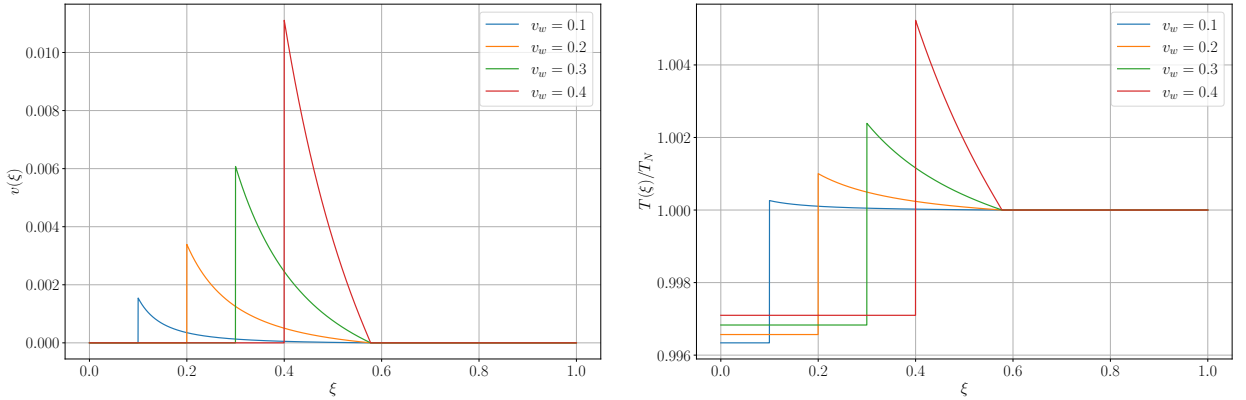 v(ξ)
0.010
0.008
0.006
0.004
0.002
0.000
0.0 0.2 0.4 0.6 0.8 1.0
ξ
v_w = 0.1
v_w = 0.2
v_w = 0.3
v_w = 0.4
T(ξ)/T_N
1.004
1.002
1.000
0.998
0.996
0.0 0.2 0.4 0.6 0.8 1.0
ξ
v_w = 0.1
v_w = 0.2
v_w = 0.3
v_w = 0.4